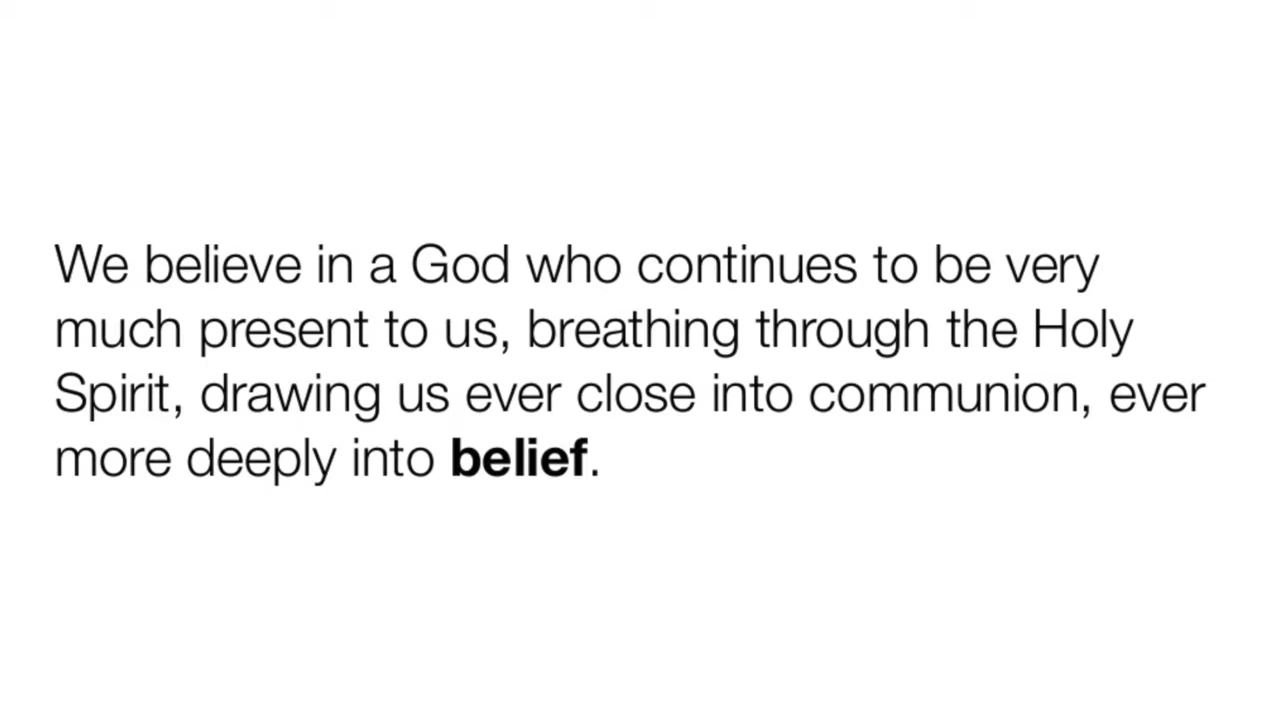 We believe in a God who continues to be very
much present to us, breathing through the Holy
Spirit, drawing us ever close into communion, ever
more deeply into belief.